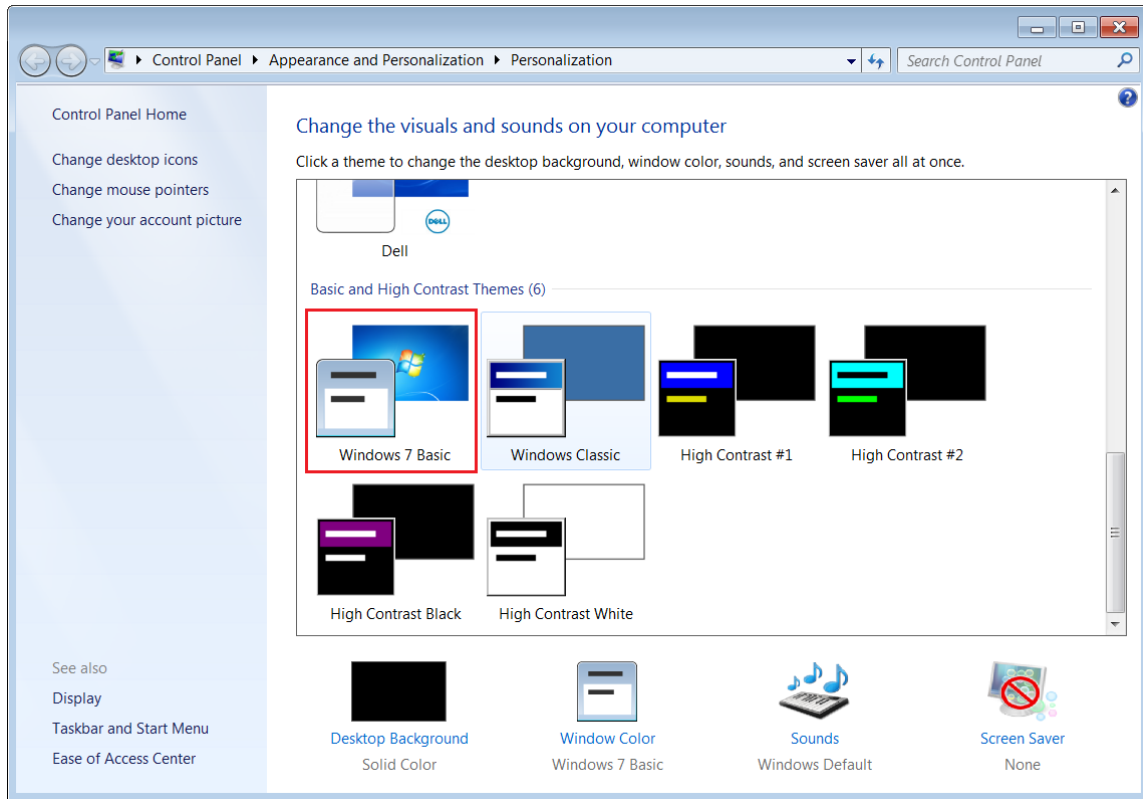 Control Panel ▸ Appearance and Personalization ▸ Personalization
Search Control Panel
Control Panel Home
Change desktop icons
Change mouse pointers
Change your account picture
Change the visuals and sounds on your computer
Click a theme to change the desktop background, window color, sounds, and screen saver all at once.
DELL
Dell
Basic and High Contrast Themes (6)
Windows 7 Basic
Windows Classic
High Contrast #1
High Contrast #2
High Contrast Black
High Contrast White
See also
Display
Taskbar and Start Menu
Ease of Access Center
Desktop Background
Solid Color
Window Color
Windows 7 Basic
Sounds
Windows Default
Screen Saver
None